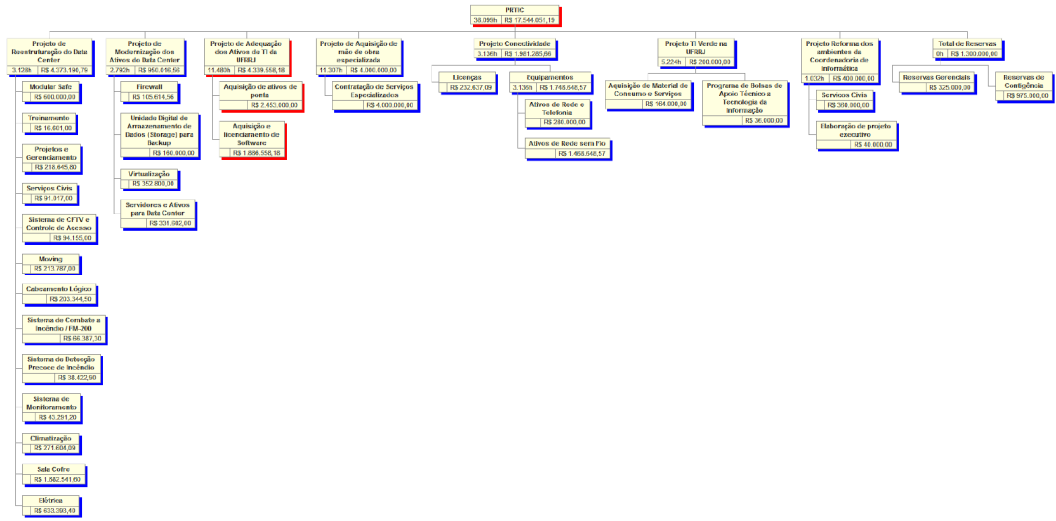 PRTIC
38.099h R$ 17.544.051,19
Projeto de
Reestruturação do Data
Center
3.128h R$ 4.373.190,79
Modular Safe
R$ 600.000,00
Treinamento
R$ 16.601,00
Projetos e
Gerenciamento
R$ 218.645,80
Serviços Civis
R$ 91.017,00
Sistema de CFTV e
Controle de Acesso
R$ 94.155,00
Moving
R$ 213.787,00
Cabeamento Lógico
R$ 203.344,50
Sistema de Combate a
Incêndio / FM-200
R$ 66.387,30
Sistema de Detecção
Precoce de Incêndio
R$ 38.422,90
Sistema de
Monitoramento
R$ 43.291,20
Climatização
R$ 271.604,09
Sala Cofre
R$ 1.882.541,60
Elétrica
R$ 633.393,40
Projeto de
Modernização dos
Ativos do Data Center
2.792h R$ 950.016,56
Firewall
R$ 105.614,56
Unidade Digital de
Armazenamento de
Dados (Storage) para
Backup
R$ 160.000,00
Virtualização
R$ 352.800,00
Servidores e Ativos
para Data Center
R$ 331.602,00
Projeto de Adequação
dos Ativos de TI da
UFRRJ
11.480h R$ 4.339.558,18
Aquisição de ativos de
ponta
R$ 2.453.000,00
Aquisição e
licenciamento de
Software
R$ 1.886.558,18
Projeto de Aquisição de
mão de obra
especializada
11.307h R$ 4.000.000,00
Contratação de Serviços
Especializados
R$ 4.000.000,00
Projeto Conectividade
3.136h R$ 1.981.285,66
Licenças
R$ 232.637,09
Equipamentos
3.136h R$ 1.748.648,57
Ativos de Rede e
Telefonia
R$ 280.000,00
Ativos de Rede sem Fio
R$ 1.468.648,57
Projeto TI Verde na
UFRRJ
5.224h R$ 200.000,00
Aquisição de Material de
Consumo e Serviços
R$ 164.000,00
Programa de Bolsas de
Apoio Técnico a
Tecnologia da
Informação
R$ 36.000,00
Projeto Reforma dos
ambientes da
Coordenadoria de
Informática
1.032h R$ 400.000,00
Serviços Civis
R$ 360.000,00
Elaboração de projeto
executivo
R$ 40.000,00
Total de Reservas
0h R$ 1.300.000,00
Reservas Gerenciais
R$ 325.000,00
Reservas de
Contigência
R$ 975.000,00